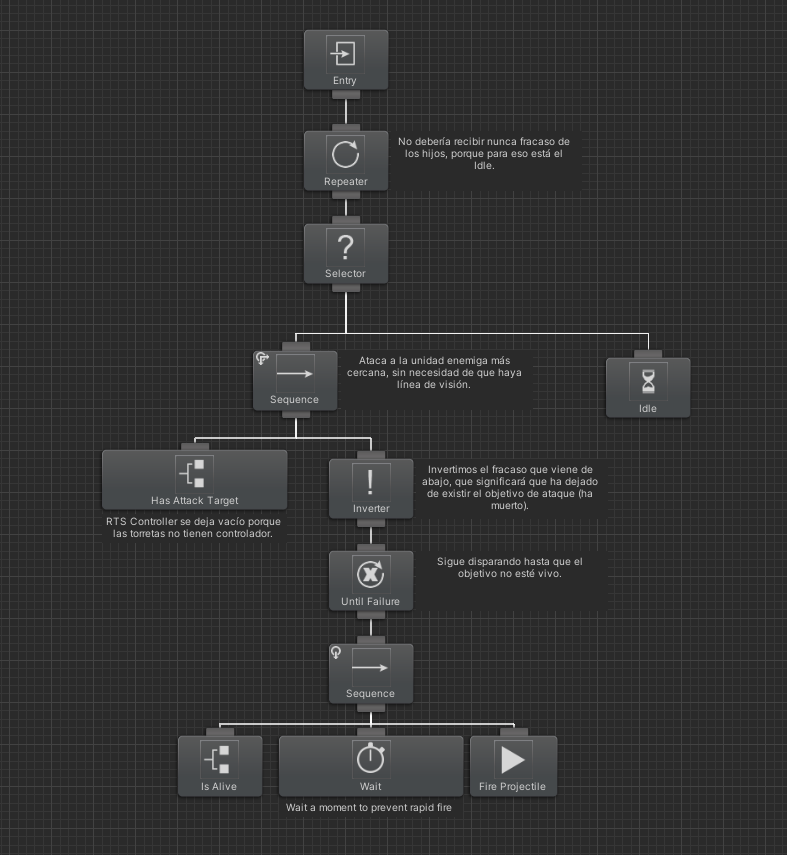 Entry
No debería recibir nunca fracaso de
los hijos, porque para eso está el
Idle.
Repeater
Selector
Ataca a la unidad enemiga más
cercana, sin necesidad de que haya
línea de visión.
Sequence
Idle
Has Attack Target
RTS Controller se deja vacío porque
las torretas no tienen controlador.
Invertimos el fracaso que viene de
abajo, que significará que ha dejado
de existir el objetivo de ataque (ha
muerto).
Inverter
Sigue disparando hasta que el
objetivo no esté vivo.
Until Failure
Sequence
Is Alive
Wait
Fire Projectile
Wait a moment to prevent rapid fire